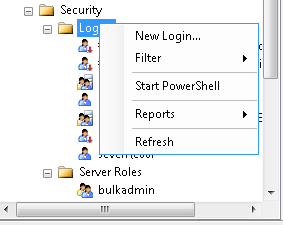 Security
Log
New Login...
Filter
Start PowerShell
Reports
Refresh
Server Roles
bulkadmin